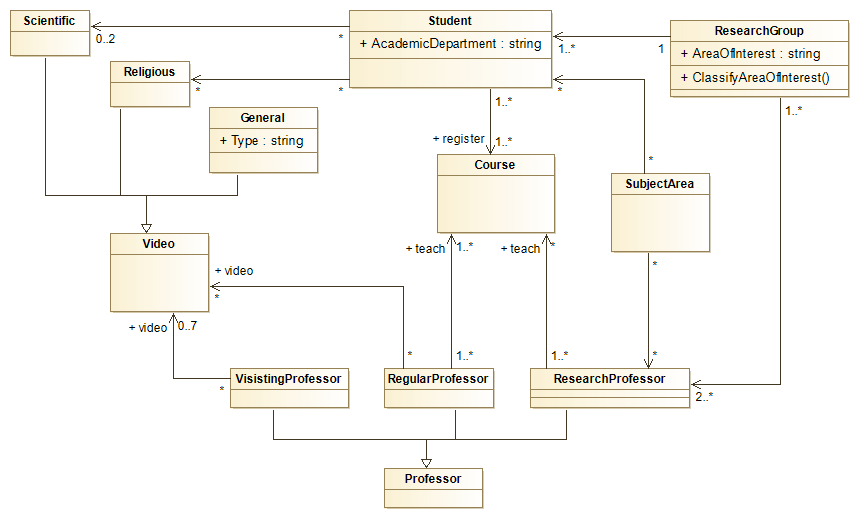 Scientific
0..2
*
Student
+ AcademicDepartment : string
1..*
1
ResearchGroup
+ AreaOfInterest : string
+ ClassifyAreaOfInterest()
Religious
*
*
*
1..*
1..*
General
+ Type : string
+ register
1..*
Course
*
SubjectArea
Video
+ teach
1..*
+ teach
*
+ video
*
*
+ video
0..7
*
1..*
1..*
*
VisistingProfessor
*
RegularProfessor
ResearchProfessor
2..*
Professor